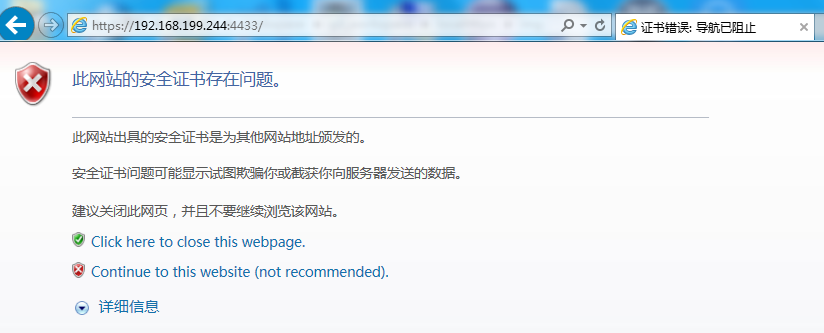 https://192.168.199.244:4433/
证书错误: 导航已阻止
此网站的安全证书存在问题。
此网站出具的安全证书是为其他网站地址颁发的。
安全证书问题可能显示试图欺骗你或截获你向服务器发送的数据。
建议关闭此网页，并且不要继续浏览该网站。
Click here to close this webpage.
Continue to this website (not recommended).
详细信息